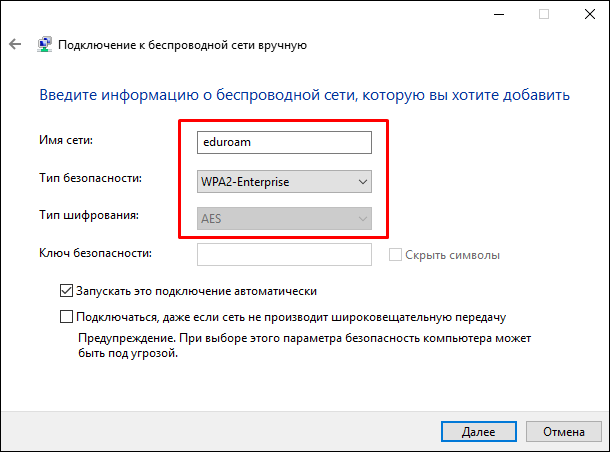 Подключение к беспроводной сети вручную
Введите информацию о беспроводной сети, которую вы хотите добавить
Имя сети: eduroam
Тип безопасности: WPA2-Enterprise
Тип шифрования: AES
Ключ безопасности: Скрыть символы
Запускать это подключение автоматически
Подключаться, даже если сеть не производит широковещательную передачу
Предупреждение. При выборе этого параметра безопасность компьютера может
быть под угрозой.
Далее Отмена